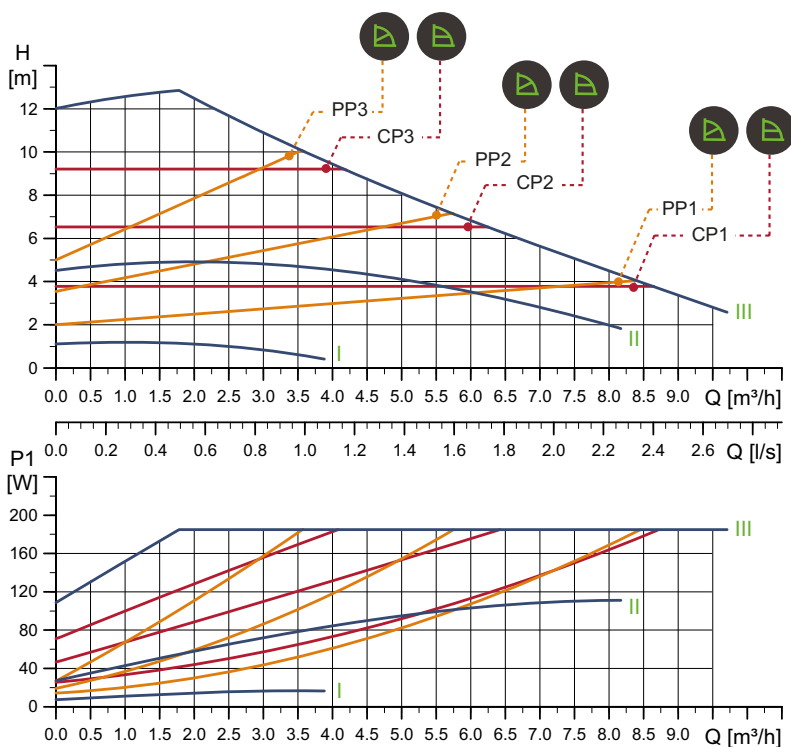 H
[m]
12
10
8
6
4
2
0
PP3
CP3
PP2
CP2
PP1
CP1
III
II
I
0.0 0.5 1.0 1.5 2.0 2.5 3.0 3.5 4.0 4.5 5.0 5.5 6.0 6.5 7.0 7.5 8.0 8.5 9.0 Q [m³/h]
0.0 0.2 0.4 0.6 0.8 1.0 1.2 1.4 1.6 1.8 2.0 2.2 2.4 2.6 Q [l/s]
P1
[W]
200
160
120
80
40
0
III
II
I
0.0 0.5 1.0 1.5 2.0 2.5 3.0 3.5 4.0 4.5 5.0 5.5 6.0 6.5 7.0 7.5 8.0 8.5 9.0 Q [m³/h]